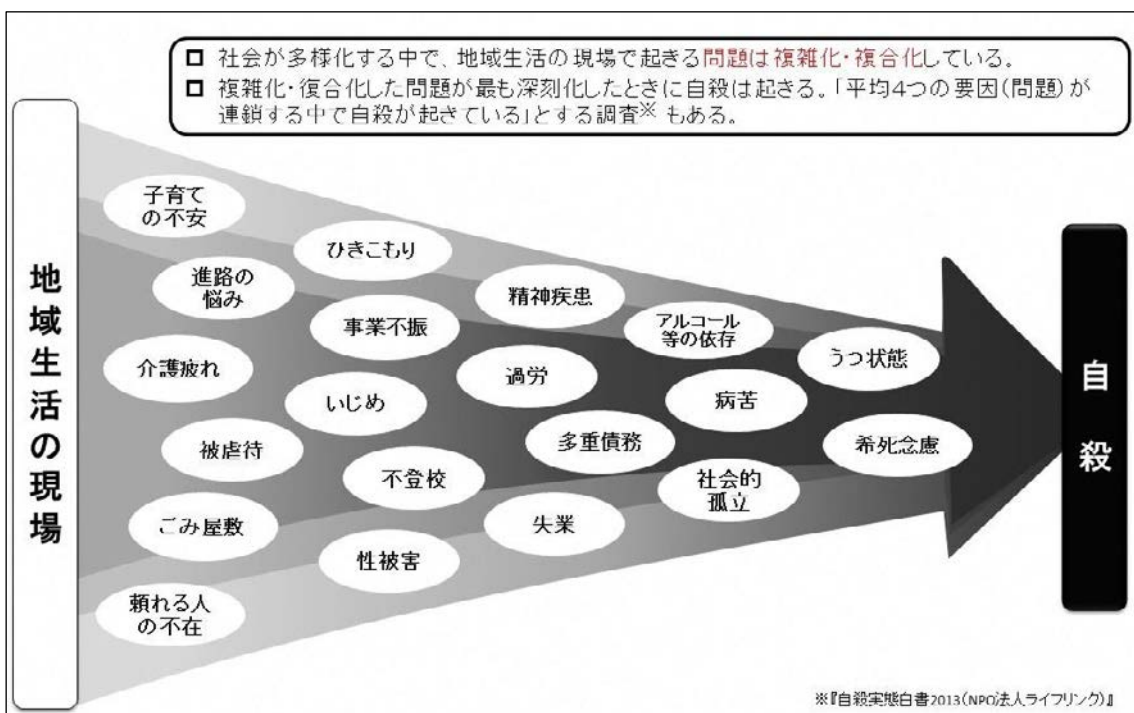 □ 社会が多様化する中で、地域生活の現場で起きる問題は複雑化・複合化している。
□ 複雑化・復合化した問題が最も深刻化したときに自殺は起きる。「平均4つの要因(問題)が
連鎖する中で自殺が起きている」とする調査※もある。
地域生活の現場
子育て
の不安
進路の
悩み
介護疲れ
被虐待
ごみ屋敷
頼れる人
の不在
ひきこもり
事業不振
いじめ
不登校
性被害
精神疾患
過労
多重債務
失業
アルコール
等の依存
病苦
社会的
孤立
うつ状態
希死念慮
自殺
※『自殺実態白書2013(NPO法人ライフリンク)』